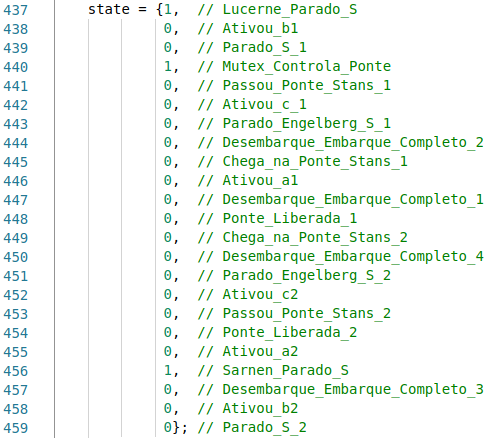 437 state = {1, // Lucerne_Parado_S
438 0, // Ativou_b1
439 0, // Parado_S_1
440 1, // Mutex_Controla_Ponte
441 0, // Passou_Ponte_Stans_1
442 0, // Ativou_c_1
443 0, // Parado_Engelberg_S_1
444 0, // Desembarque_Embarque_Completo_2
445 0, // Chega_na_Ponte_Stans_1
446 0, // Ativou_a1
447 0, // Desembarque_Embarque_Completo_1
448 0, // Ponte_Liberada_1
449 0, // Chega_na_Ponte_Stans_2
450 0, // Desembarque_Embarque_Completo_4
451 0, // Parado_Engelberg_S_2
452 0, // Ativou_c2
453 0, // Passou_Ponte_Stans_2
454 0, // Ponte_Liberada_2
455 0, // Ativou_a2
456 1, // Sarnen_Parado_S
457 0, // Desembarque_Embarque_Completo_3
458 0, // Ativou_b2
459 0}; // Parado_S_2